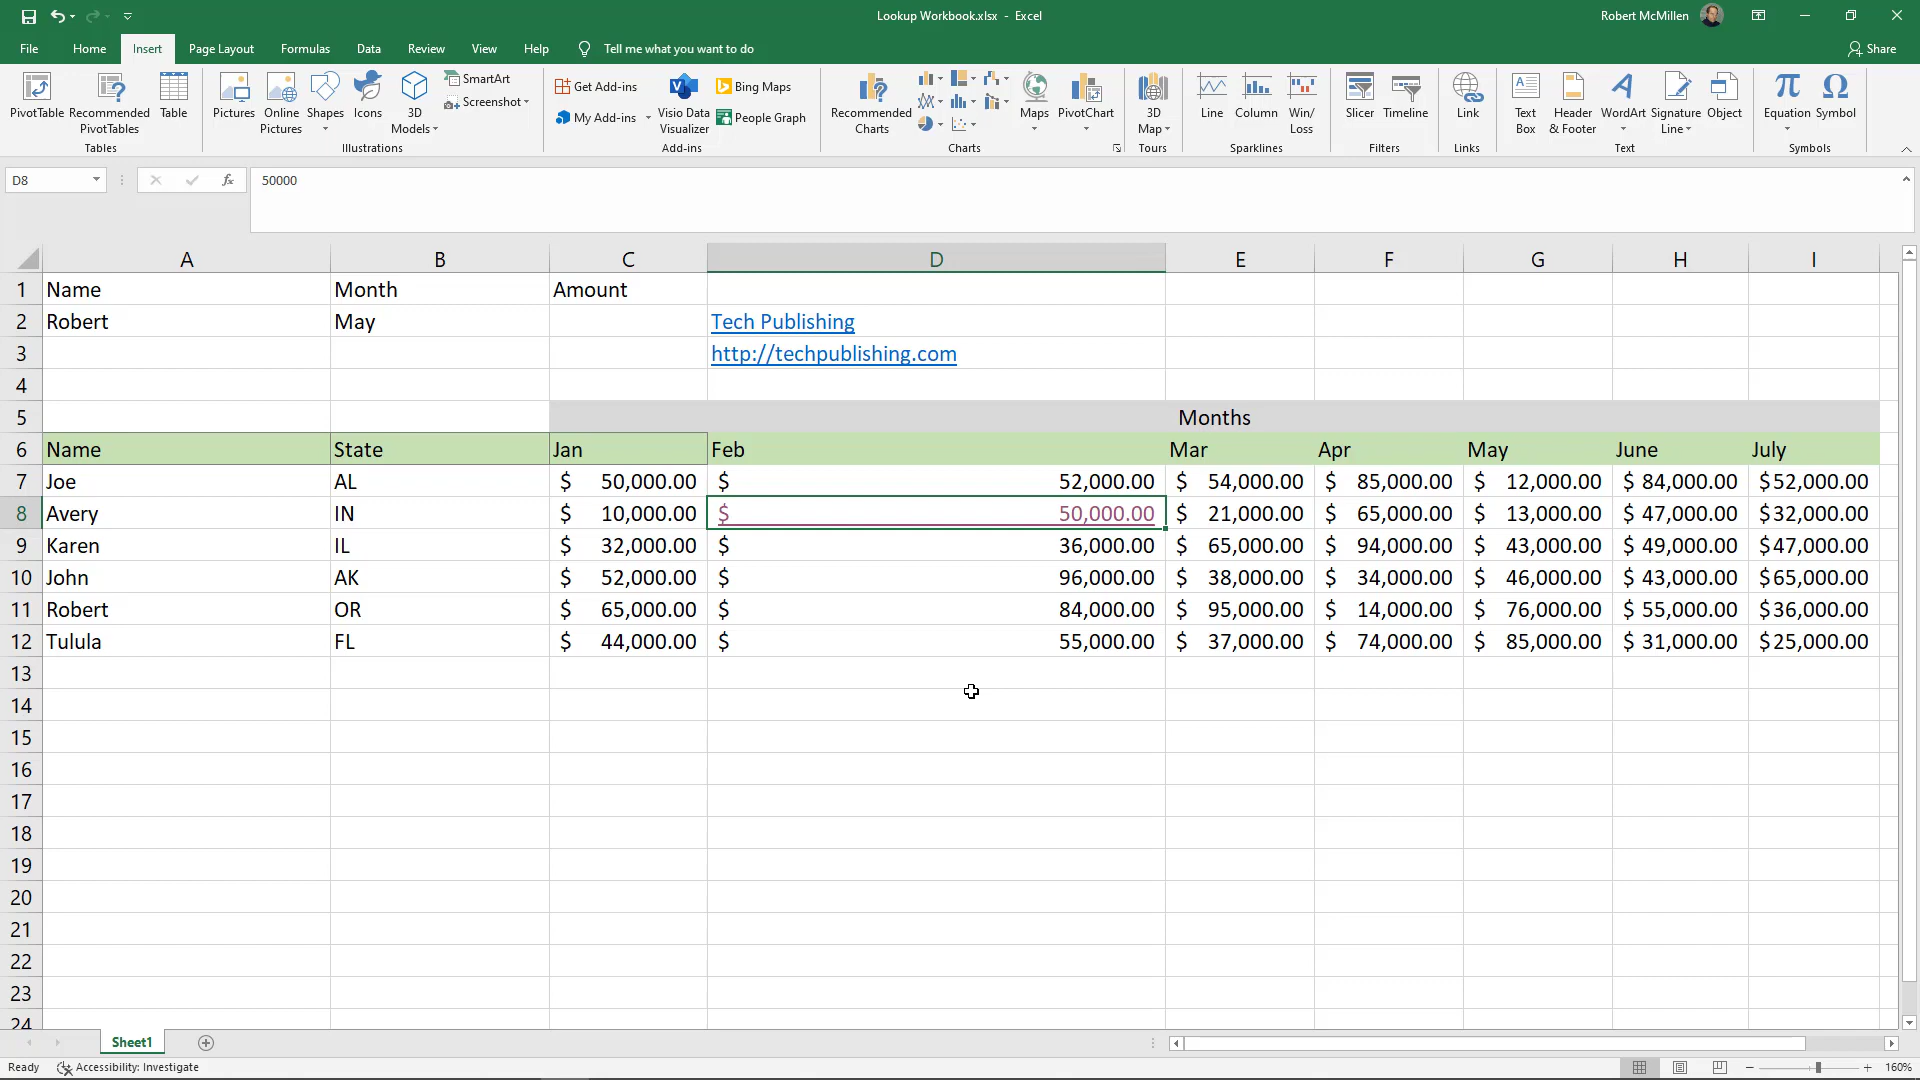 Lookup Workbook.xlsx - Excel
Robert McMillen
File Home Insert Page Layout Formulas Data Review View Help Tell me what you want to do Share
PivotTable Recommended PivotTables Table
Tables
Pictures Online Pictures Shapes Icons 3D Models SmartArt Screenshot
Illustrations
Get Add-ins My Add-ins Visio Data Visualizer Bing Maps People Graph
Add-ins
Recommended Charts Maps PivotChart
Charts
3D Map
Tours
Line Column Win/Loss
Sparklines
Slicer Timeline
Filters
Link
Links
Text Box Header & Footer WordArt Signature Line Object
Text
Equation Symbol
Symbols
D8 fx 50000
A B C D E F G H I
1 Name Month Amount
2 Robert May Tech Publishing
3 http://techpublishing.com
4
5 Months
6 Name State Jan Feb Mar Apr May June July
7 Joe AL $ 50,000.00 $ 52,000.00 $ 54,000.00 $ 85,000.00 $ 12,000.00 $ 84,000.00 $52,000.00
8 Avery IN $ 10,000.00 $ 50,000.00 $ 21,000.00 $ 65,000.00 $ 13,000.00 $ 47,000.00 $32,000.00
9 Karen IL $ 32,000.00 $ 36,000.00 $ 65,000.00 $ 94,000.00 $ 43,000.00 $ 49,000.00 $47,000.00
10 John AK $ 52,000.00 $ 96,000.00 $ 38,000.00 $ 34,000.00 $ 46,000.00 $ 43,000.00 $65,000.00
11 Robert OR $ 65,000.00 $ 84,000.00 $ 95,000.00 $ 14,000.00 $ 76,000.00 $ 55,000.00 $36,000.00
12 Tulula FL $ 44,000.00 $ 55,000.00 $ 37,000.00 $ 74,000.00 $ 85,000.00 $ 31,000.00 $25,000.00
13
14
15
16
17
18
19
20
21
22
23
24
Sheet1
Ready Accessibility: Investigate 160%